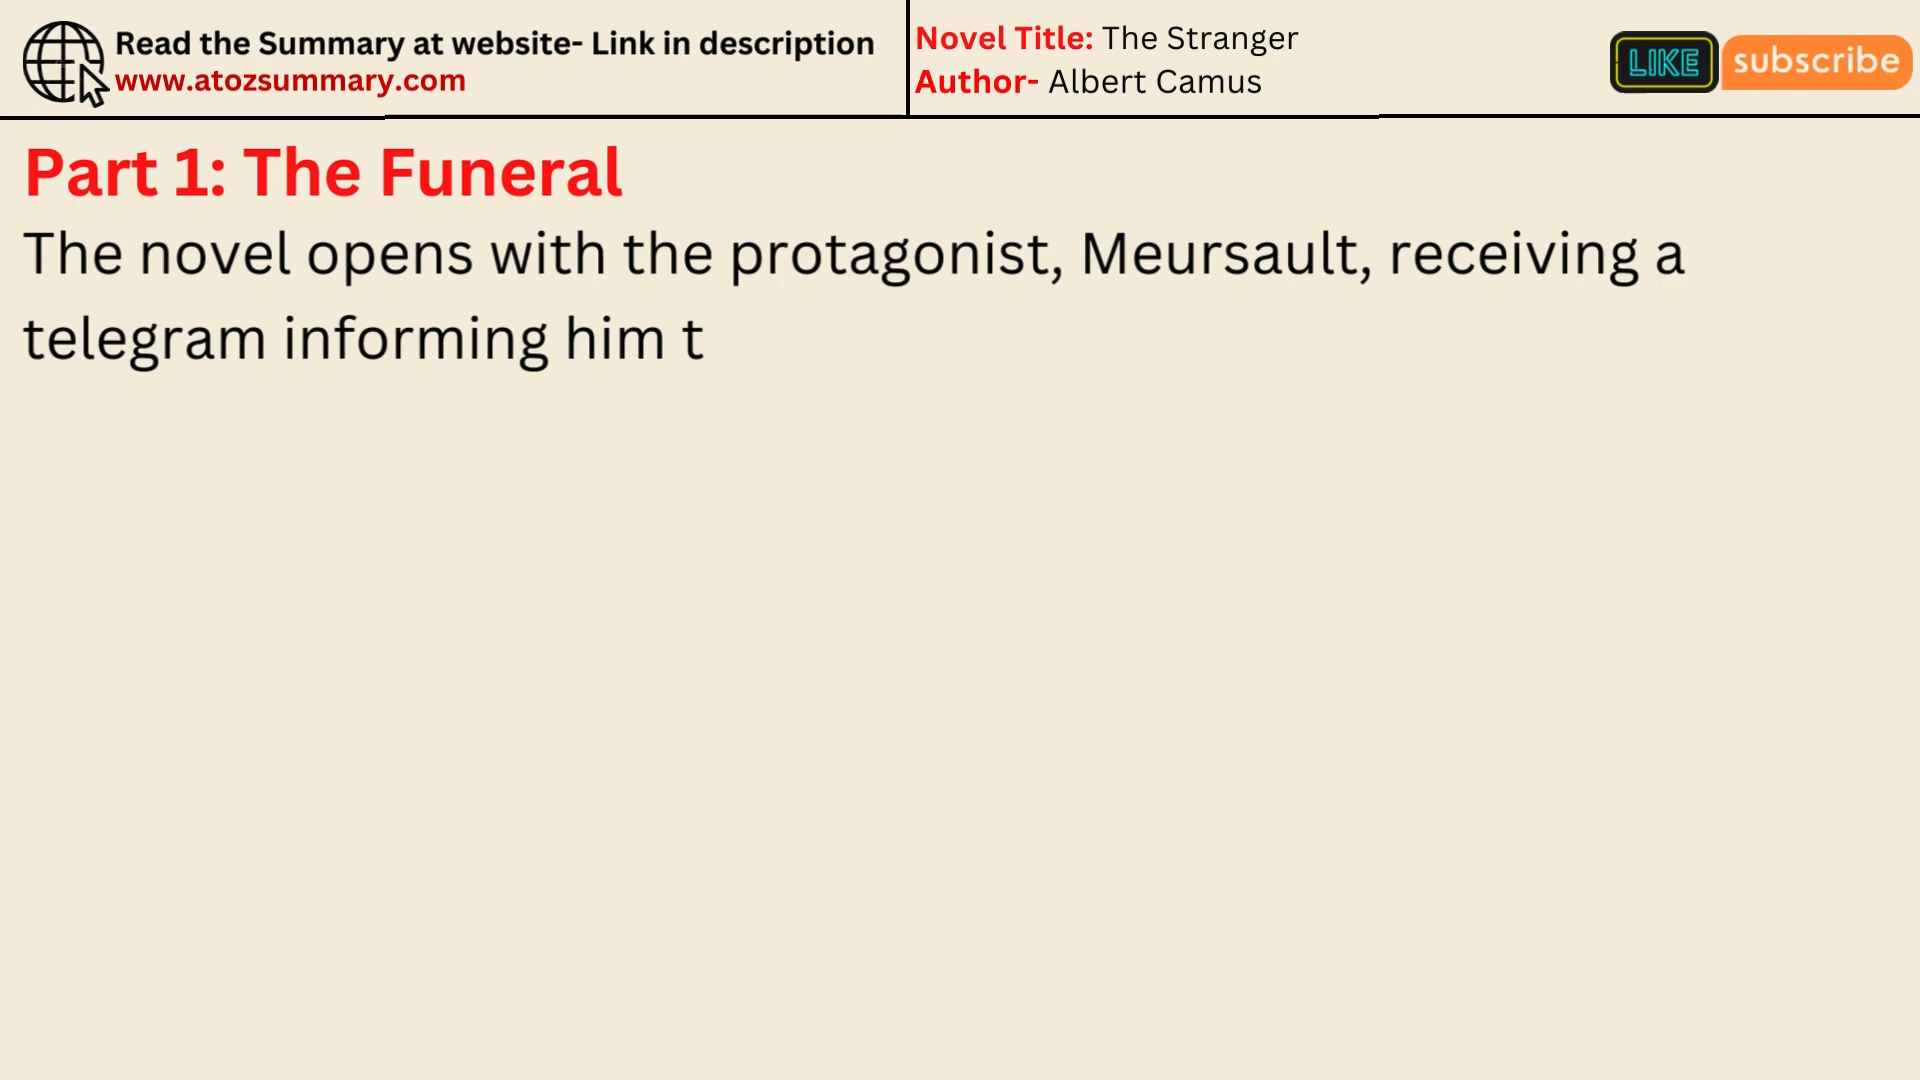 Read the Summary at website- Link in description
www.atozsummary.com
Novel Title: The Stranger
Author- Albert Camus
LIKE
subscribe
Part 1: The Funeral
The novel opens with the protagonist, Meursault, receiving a
telegram informing him t